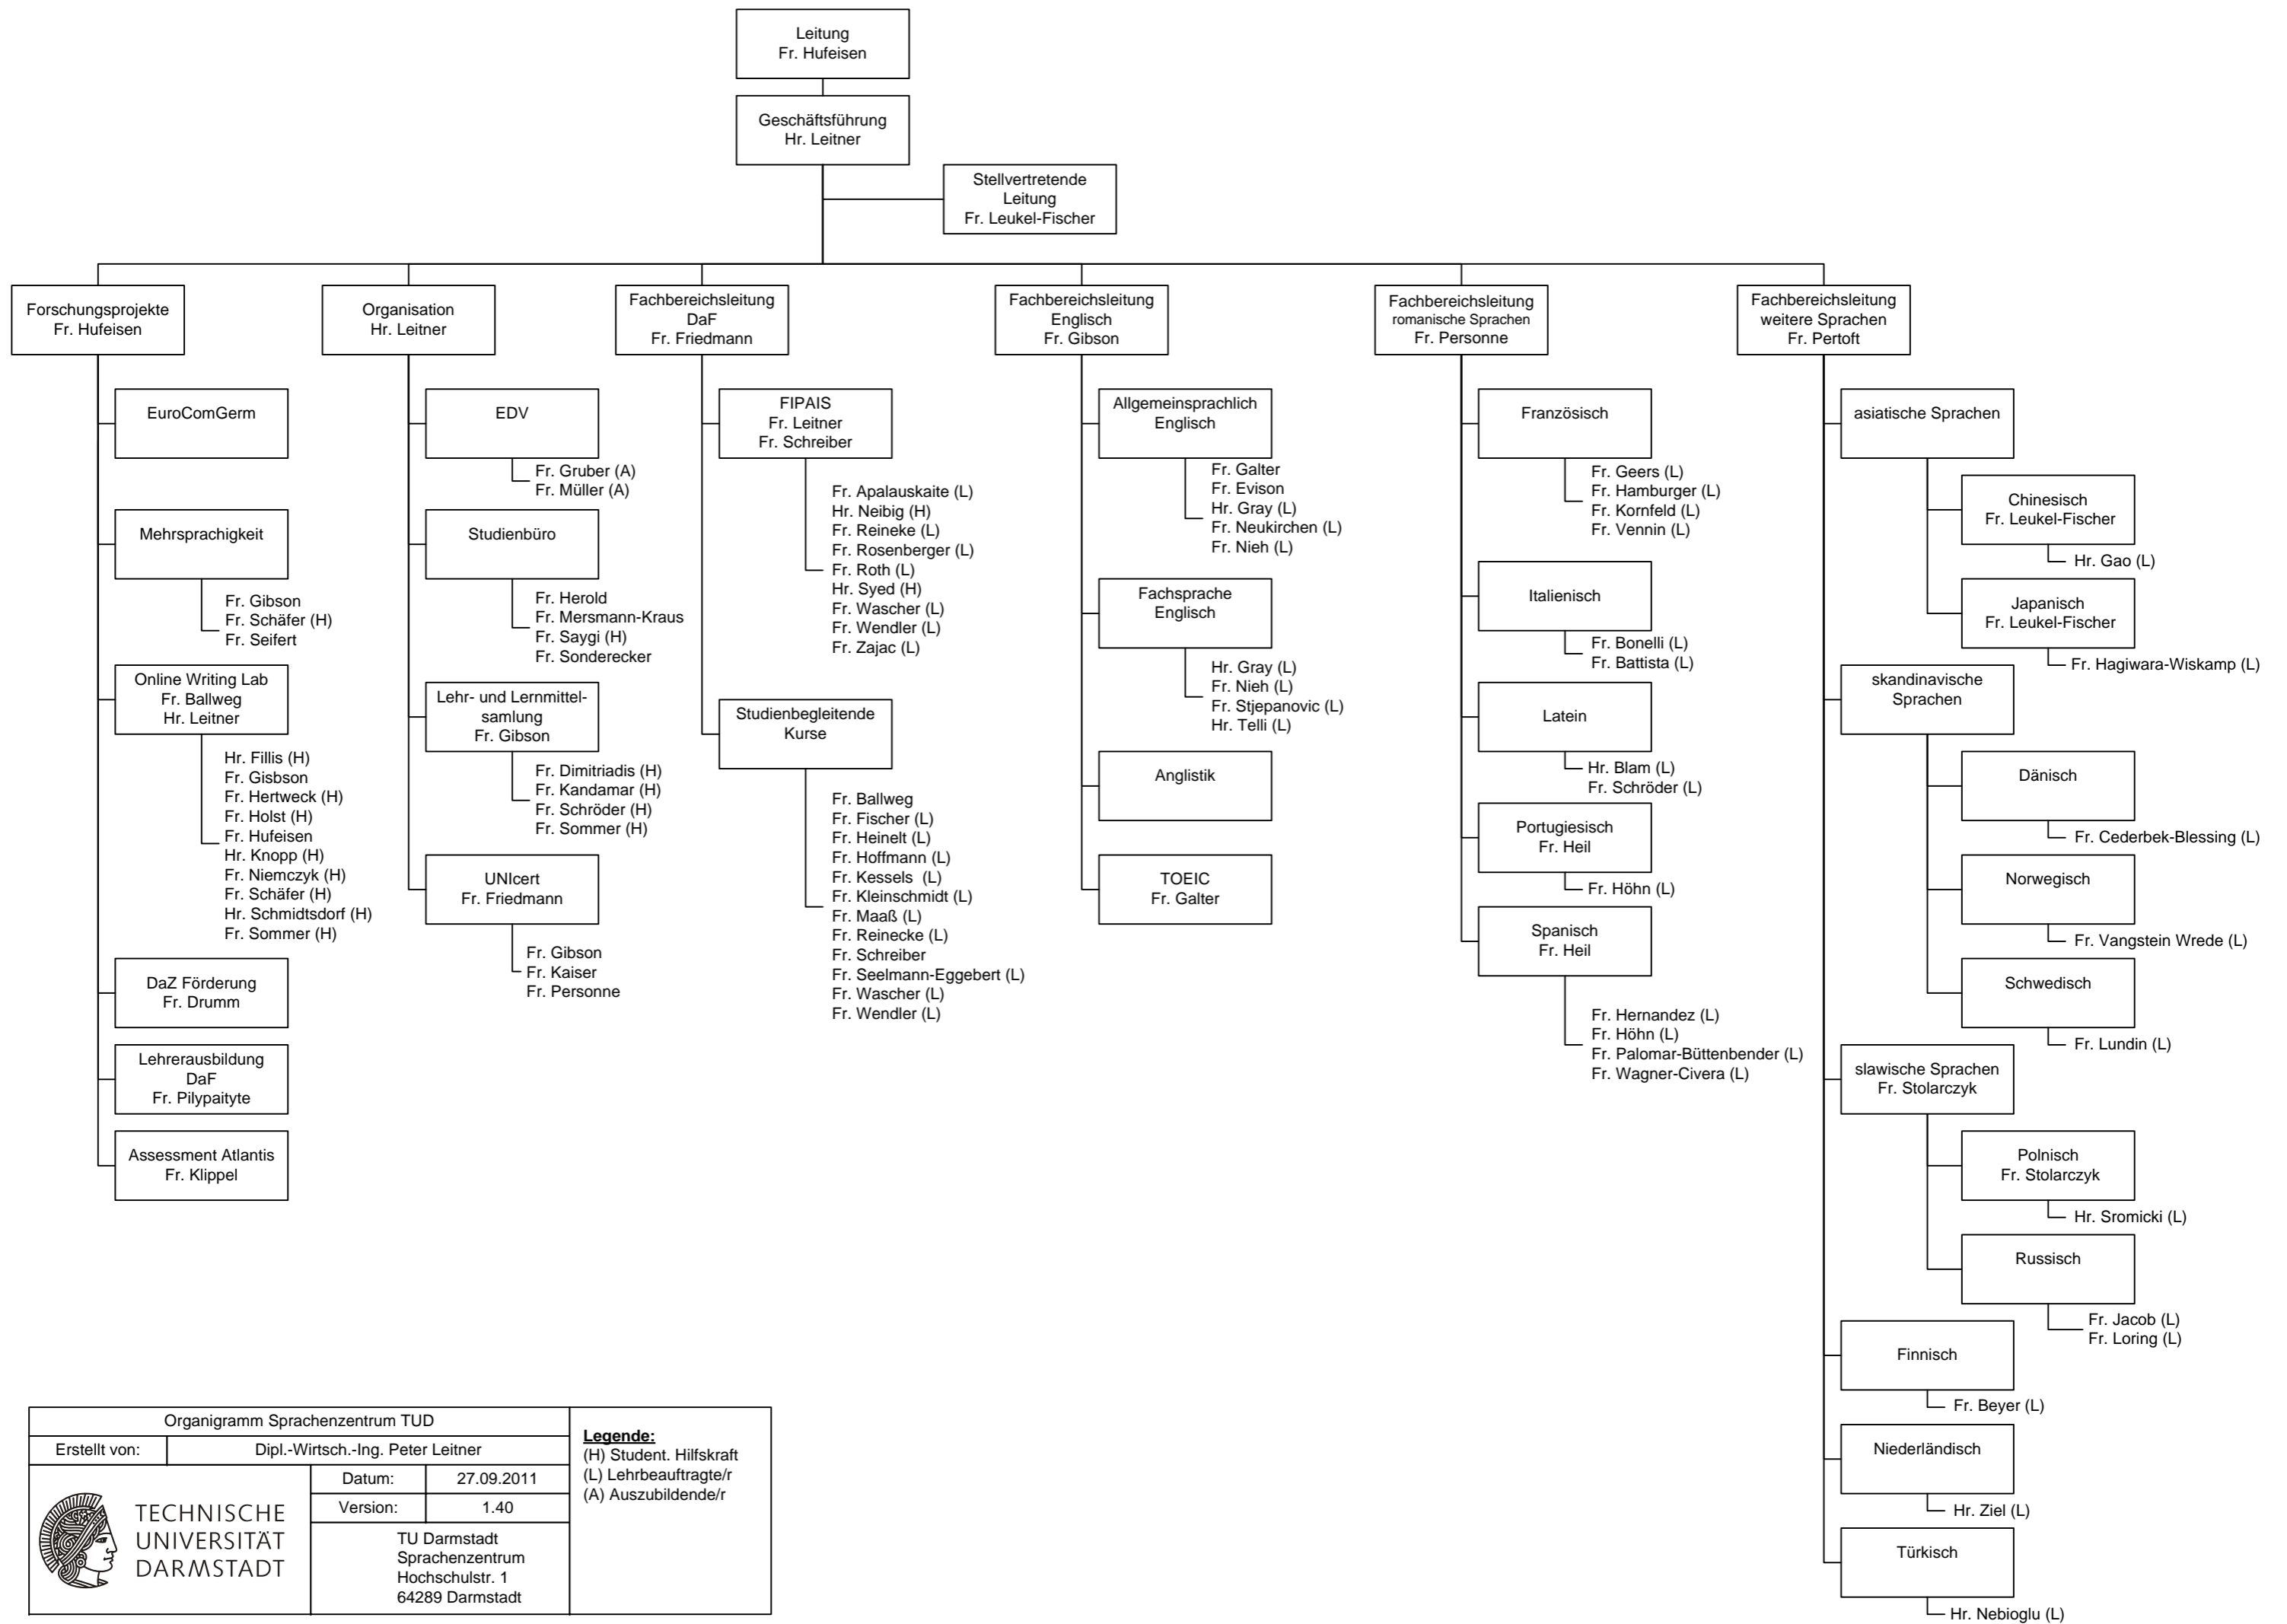 Leitung
Fr. Hufeisen
Geschäftsführung
Hr. Leitner
Stellvertretende
Leitung
Fr. Leukel-Fischer
Forschungsprojekte
Fr. Hufeisen
EuroComGerm
Mehrsprachigkeit
Fr. Gibson
Fr. Schäfer (H)
Fr. Seifert
Online Writing Lab
Fr. Ballweg
Hr. Leitner
Hr. Fillis (H)
Fr. Gisbson
Fr. Hertweck (H)
Fr. Holst (H)
Fr. Hufeisen
Hr. Knopp (H)
Fr. Niemczyk (H)
Fr. Schäfer (H)
Hr. Schmidtsdorf (H)
Fr. Sommer (H)
DaZ Förderung
Fr. Drumm
Lehrerausbildung
DaF
Fr. Pilypaityte
Assessment Atlantis
Fr. Klippel
Organisation
Hr. Leitner
EDV
Fr. Gruber (A)
Fr. Müller (A)
Studienbüro
Fr. Herold
Fr. Mersmann-Kraus
Fr. Saygi (H)
Fr. Sonderecker
Lehr- und Lernmittel-
samlung
Fr. Gibson
Fr. Dimitriadis (H)
Fr. Kandamar (H)
Fr. Schröder (H)
Fr. Sommer (H)
UNIcert
Fr. Friedmann
Fr. Gibson
Fr. Kaiser
Fr. Personne
Fachbereichsleitung
DaF
Fr. Friedmann
FIPAIS
Fr. Leitner
Fr. Schreiber
Fr. Apalauskaite (L)
Hr. Neibig (H)
Fr. Reineke (L)
Fr. Rosenberger (L)
Fr. Roth (L)
Hr. Syed (H)
Fr. Wascher (L)
Fr. Wendler (L)
Fr. Zajac (L)
Studienbegleitende
Kurse
Fr. Ballweg
Fr. Fischer (L)
Fr. Heinelt (L)
Fr. Hoffmann (L)
Fr. Kessels (L)
Fr. Kleinschmidt (L)
Fr. Maaß (L)
Fr. Reinecke (L)
Fr. Schreiber
Fr. Seelmann-Eggebert (L)
Fr. Wascher (L)
Fr. Wendler (L)
Fachbereichsleitung
Englisch
Fr. Gibson
Allgemeinsprachlich
Englisch
Fr. Galter
Fr. Evison
Hr. Gray (L)
Fr. Neukirchen (L)
Fr. Nieh (L)
Fachsprache
Englisch
Hr. Gray (L)
Fr. Nieh (L)
Fr. Stjepanovic (L)
Hr. Telli (L)
Anglistik
TOEIC
Fr. Galter
Fachbereichsleitung
romanische Sprachen
Fr. Personne
Französisch
Fr. Geers (L)
Fr. Hamburger (L)
Fr. Kornfeld (L)
Fr. Vennin (L)
Italienisch
Fr. Bonelli (L)
Fr. Battista (L)
Latein
Hr. Blam (L)
Fr. Schröder (L)
Portugiesisch
Fr. Heil
Fr. Höhn (L)
Spanisch
Fr. Heil
Fr. Hernandez (L)
Fr. Höhn (L)
Fr. Palomar-Büttenbender (L)
Fr. Wagner-Civera (L)
Fachbereichsleitung
weitere Sprachen
Fr. Pertoft
asiatische Sprachen
Chinesisch
Fr. Leukel-Fischer
Hr. Gao (L)
Japanisch
Fr. Leukel-Fischer
Fr. Hagiwara-Wiskamp (L)
skandinavische
Sprachen
Dänisch
Fr. Cederbek-Blessing (L)
Norwegisch
Fr. Vangstein Wrede (L)
Schwedisch
Fr. Lundin (L)
slawische Sprachen
Fr. Stolarczyk
Polnisch
Fr. Stolarczyk
Hr. Sromicki (L)
Russisch
Fr. Jacob (L)
Fr. Loring (L)
Finnisch
Fr. Beyer (L)
Niederländisch
Hr. Ziel (L)
Türkisch
Hr. Nebioglu (L)
Organigramm Sprachenzentrum TUD
Erstellt von: Dipl.-Wirtsch.-Ing. Peter Leitner
TECHNISCHE
UNIVERSITÄT
DARMSTADT
Datum: 27.09.2011
Version: 1.40
TU Darmstadt
Sprachenzentrum
Hochschulstr. 1
64289 Darmstadt
Legende:
(H) Student. Hilfskraft
(L) Lehrbeauftragte/r
(A) Auszubildende/r